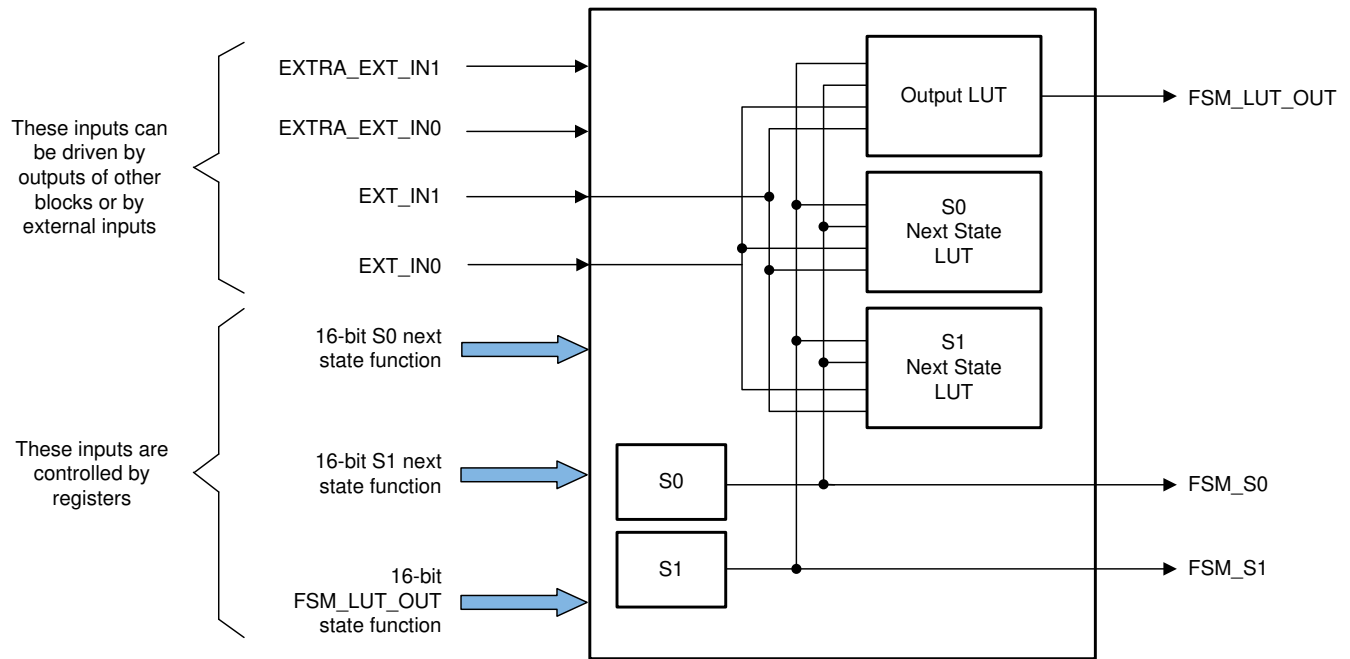 These inputs can
be driven by
outputs of other
blocks or by
external inputs
These inputs are
controlled by
registers
EXTRA_EXT_IN1
EXTRA_EXT_IN0
EXT_IN1
EXT_IN0
16-bit S0 next
state function
16-bit S1 next
state function
16-bit
FSM_LUT_OUT
state function
Output LUT
S0
Next State
LUT
S1
Next State
LUT
S0
S1
FSM_LUT_OUT
FSM_S0
FSM_S1